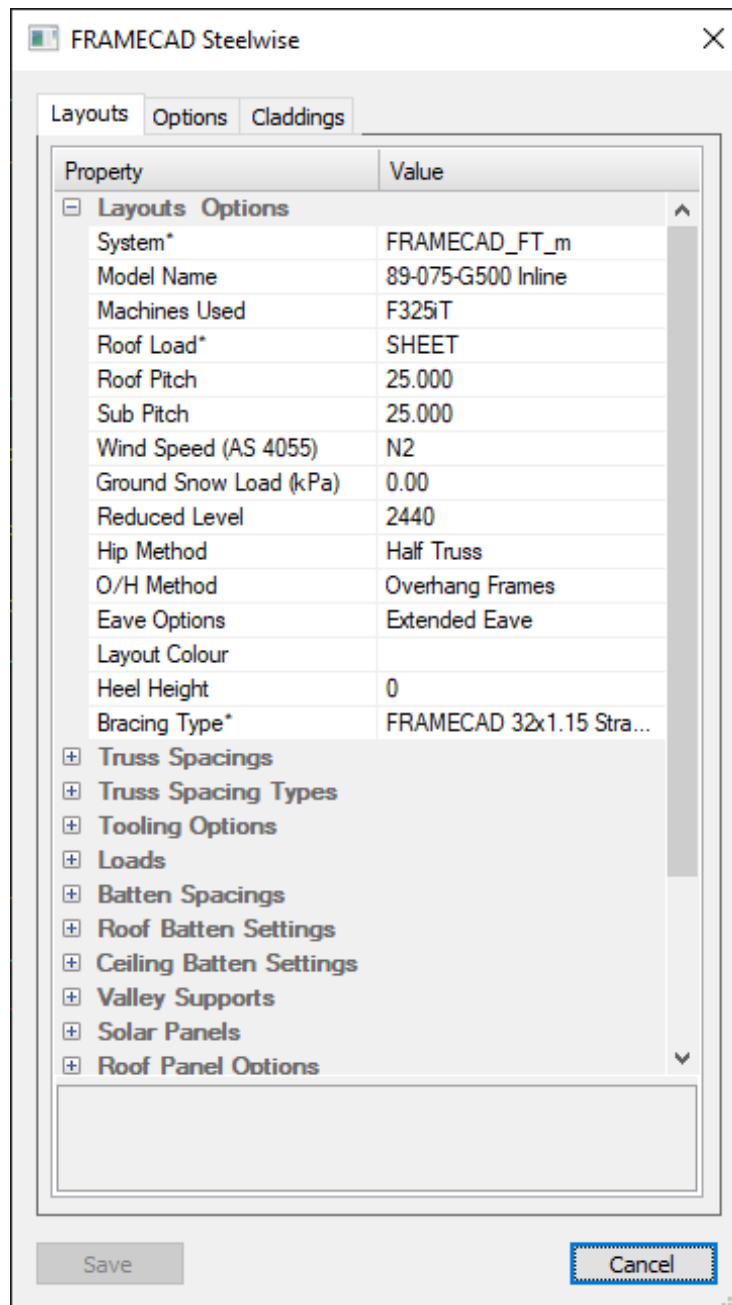 FRAMECAD Steelwise
Layouts Options Claddings
Property Value
Layouts Options
System* FRAMECAD_FT_m
Model Name 89-075-G500 Inline
Machines Used F325iT
Roof Load* SHEET
Roof Pitch 25.000
Sub Pitch 25.000
Wind Speed (AS 4055) N2
Ground Snow Load (kPa) 0.00
Reduced Level 2440
Hip Method Half Truss
O/H Method Overhang Frames
Eave Options Extended Eave
Layout Colour
Heel Height 0
Bracing Type* FRAMECAD 32x1.15 Stra...
Truss Spacings
Truss Spacing Types
Tooling Options
Loads
Batten Spacings
Roof Batten Settings
Ceiling Batten Settings
Valley Supports
Solar Panels
Roof Panel Options
Save Cancel